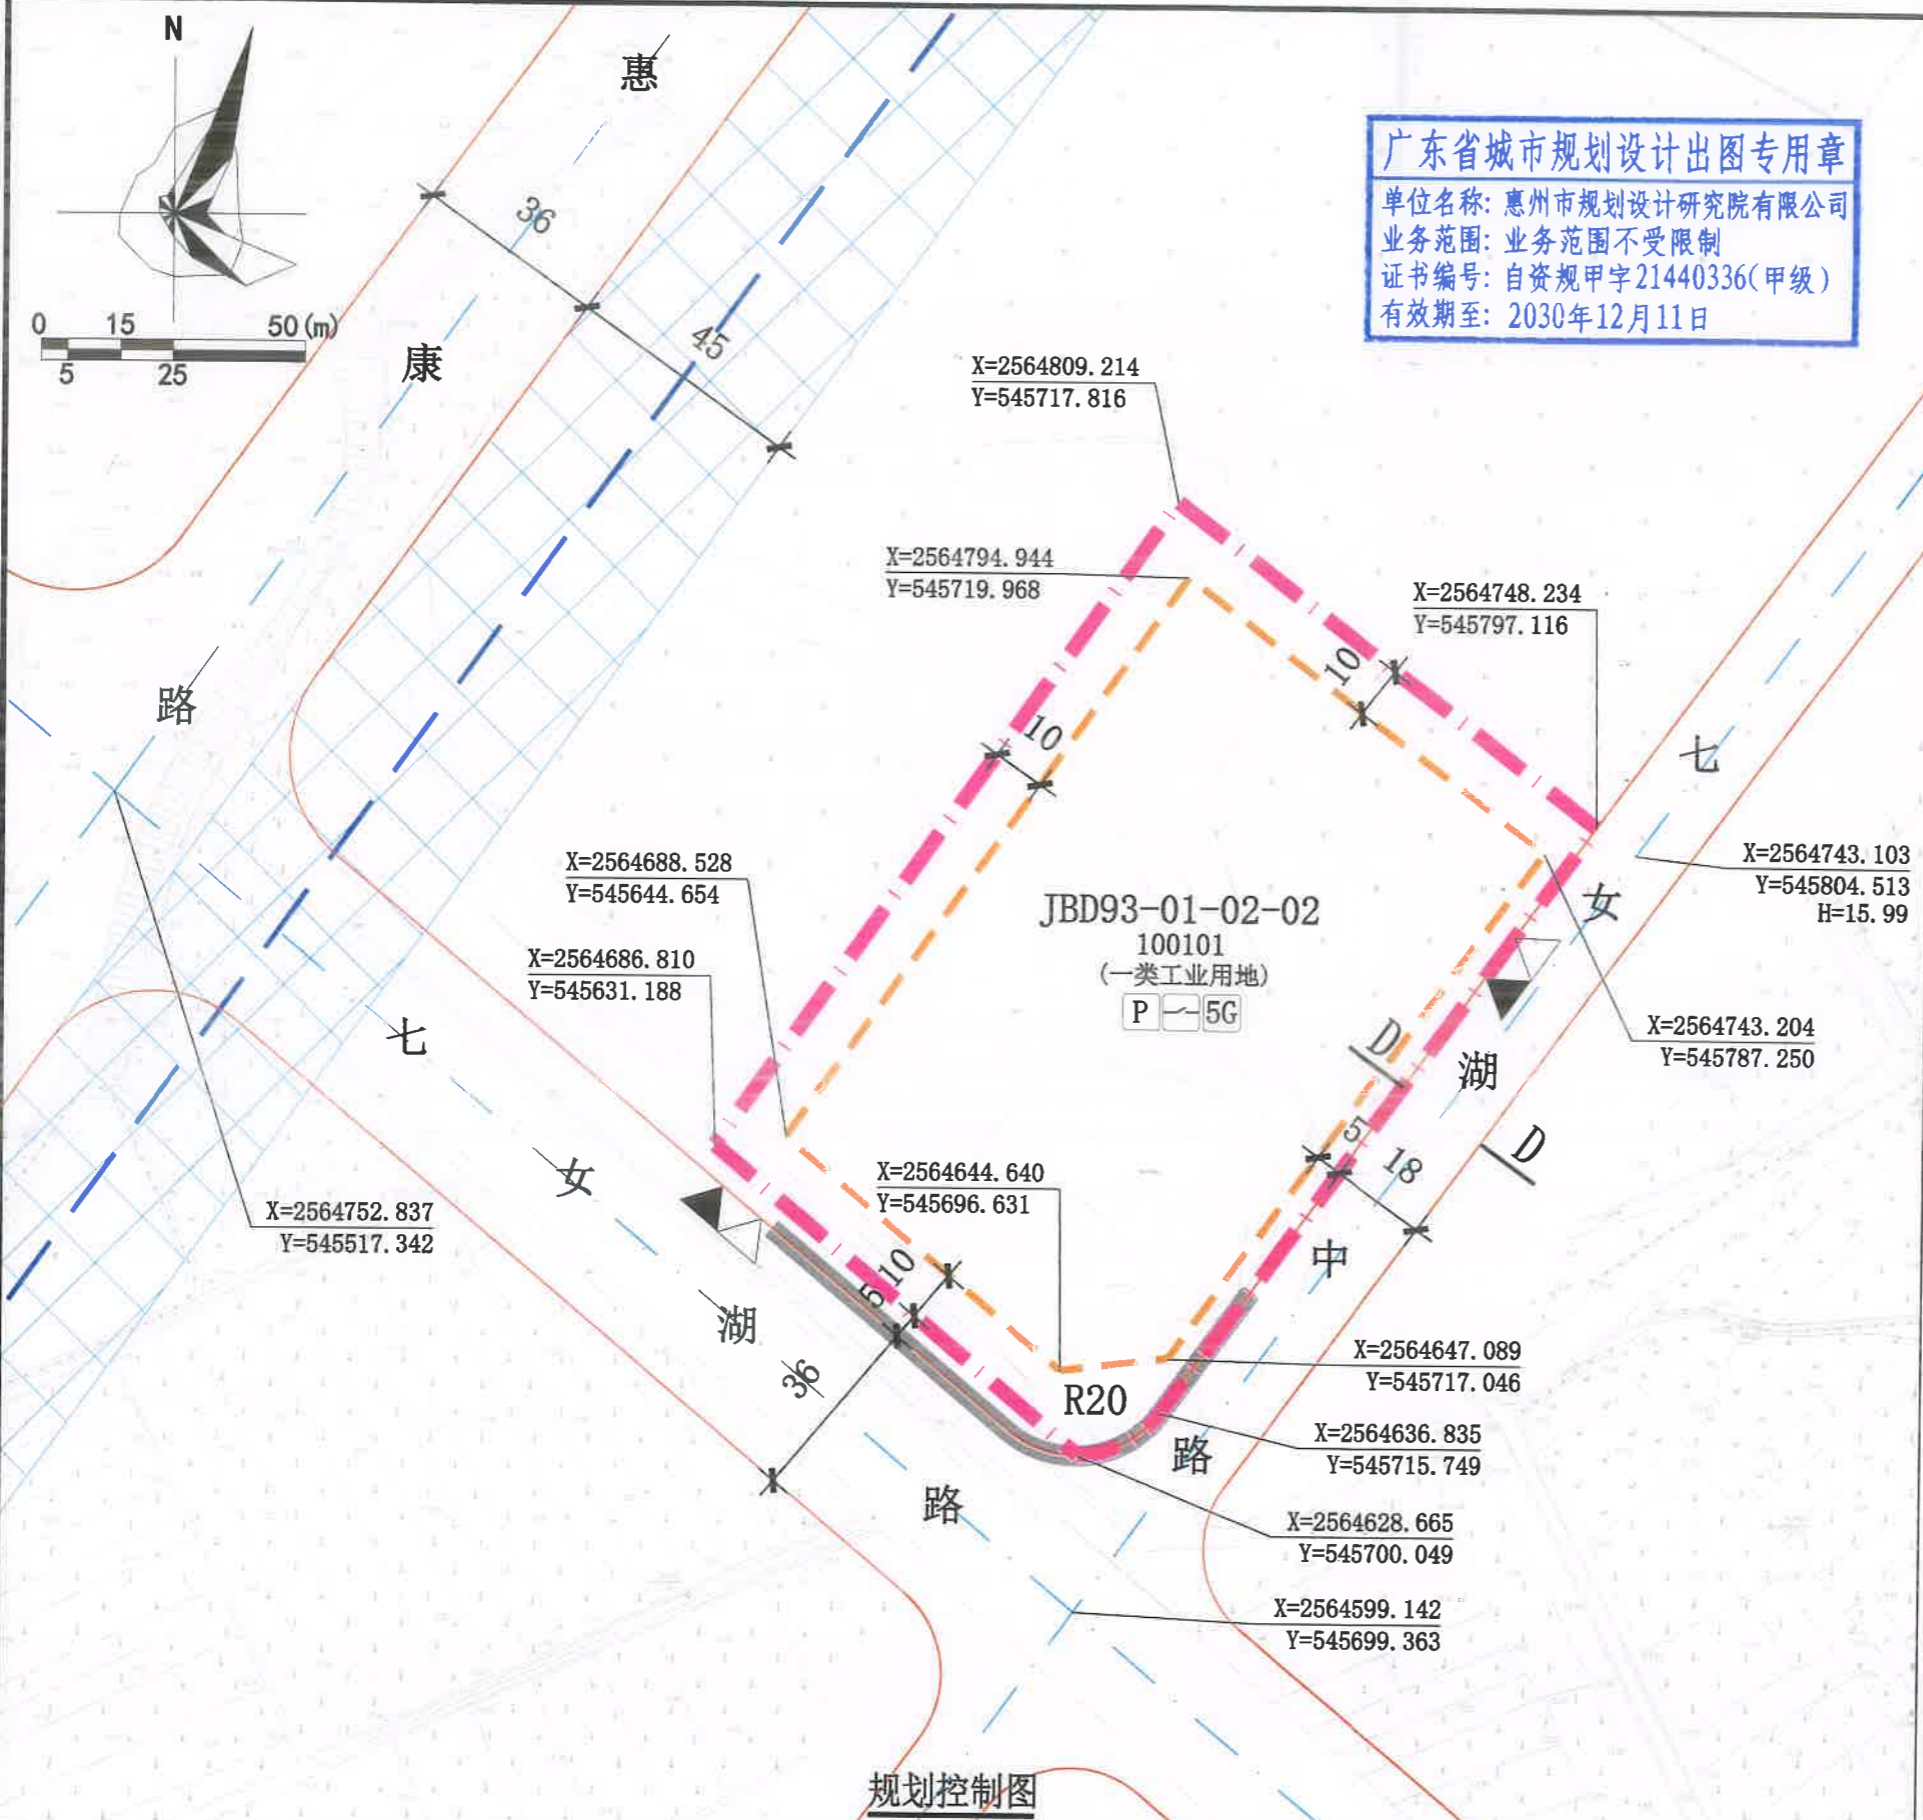 N
0 15 50(m)
5 25
惠
康
路
36
45
广东省城市规划设计出图专用章
单位名称: 惠州市规划设计研究院有限公司
业务范围: 业务范围不受限制
证书编号: 自资规甲字21440336(甲级)
有效期至: 2030年12月11日
X=2564809.214
Y=545717.816
X=2564794.944
Y=545719.968
X=2564748.234
Y=545797.116
10
10
七
X=2564743.103
Y=545804.513
H=15.99
X=2564688.528
Y=545644.654
女
JBD93-01-02-02
100101
(一类工业用地)
P 5G
X=2564686.810
Y=545631.188
七
X=2564743.204
Y=545787.250
D
湖
5
D
18
女
X=2564644.640
Y=545696.631
X=2564752.837
Y=545517.342
中
10
5
湖
36
X=2564647.089
Y=545717.046
R20
X=2564636.835
Y=545715.749
路
路
X=2564628.665
Y=545700.049
X=2564599.142
Y=545699.363
规划控制图